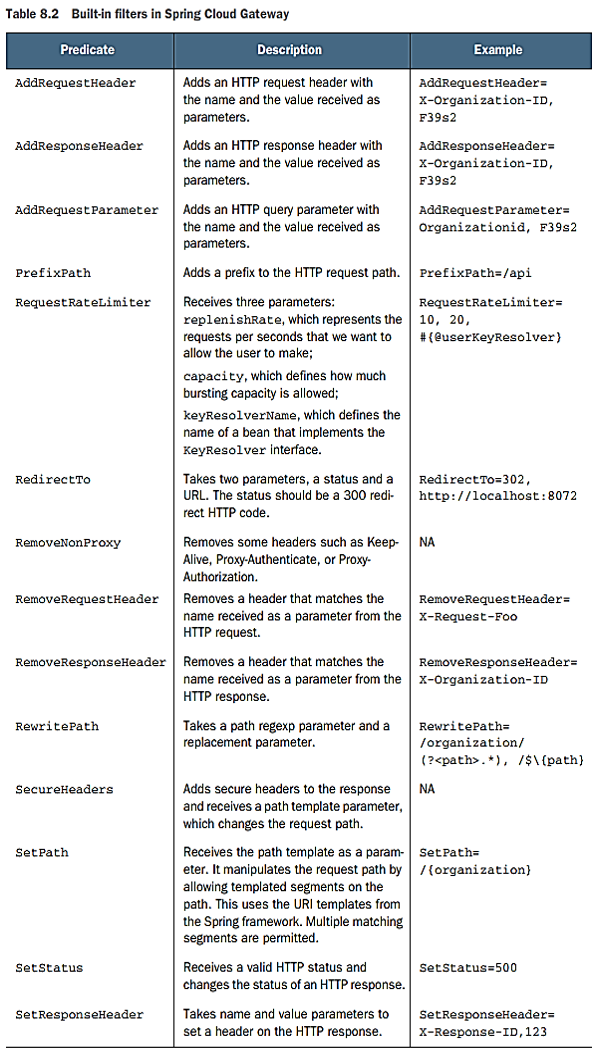 Table 8.2 Built-in filters in Spring Cloud Gateway
Predicate Description Example
AddRequestHeader Adds an HTTP request header with AddRequestHeader=
the name and the value received as X-Organization-ID,
parameters. F39s2
AddResponseHeader Adds an HTTP response header with AddResponseHeader=
the name and the value received as X-Organization-ID,
parameters. F39s2
AddRequestParameter Adds an HTTP query parameter with AddRequestParameter=
the name and the value received as Organizationid, F39s2
parameters.
PrefixPath Adds a prefix to the HTTP request path. PrefixPath=/api
RequestRateLimiter Receives three parameters: RequestRateLimiter=
replenishRate, which represents the 10, 20,
requests per seconds that we want to #{@userKeyResolver}
allow the user to make;
capacity, which defines how much
bursting capacity is allowed;
keyResolverName, which defines the
name of a bean that implements the
KeyResolver interface.
RedirectTo Takes two parameters, a status and a RedirectTo=302,
URL. The status should be a 300 redi- http://localhost:8072
rect HTTP code.
RemoveNonProxy Removes some headers such as Keep- NA
Alive, Proxy-Authenticate, or Proxy-
Authorization.
RemoveRequestHeader Removes a header that matches the RemoveRequestHeader=
name received as a parameter from the X-Request-Foo
HTTP request.
RemoveResponseHeader Removes a header that matches the RemoveResponseHeader=
name received as a parameter from the X-Organization-ID
HTTP response.
RewritePath Takes a path regexp parameter and a RewritePath=
replacement parameter. /organization/
(?<path>.*), /$\{path}
SecureHeaders Adds secure headers to the response NA
and receives a path template parameter,
which changes the request path.
SetPath Receives the path template as a param- SetPath=
eter. It manipulates the request path by /{organization}
allowing templated segments on the
path. This uses the URI templates from
the Spring framework. Multiple matching
segments are permitted.
SetStatus Receives a valid HTTP status and SetStatus=500
changes the status of an HTTP response.
SetResponseHeader Takes name and value parameters to SetResponseHeader=
set a header on the HTTP response. X-Response-ID,123